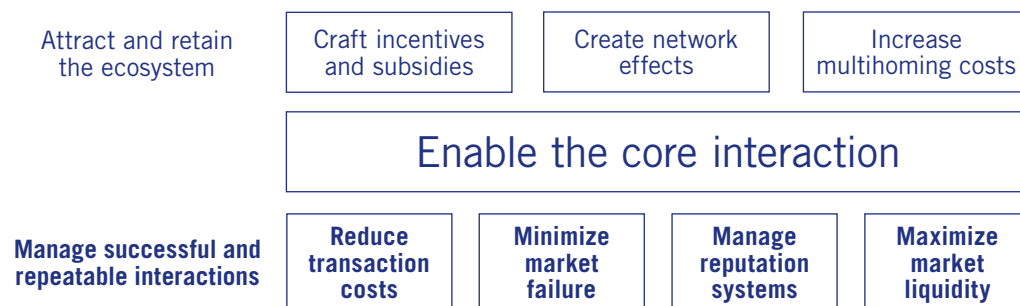 Attract and retain
the ecosystem
Craft incentives
and subsidies
Create network
effects
Increase
multihoming costs
Enable the core interaction
Manage successful and
repeatable interactions
Reduce
transaction
costs
Minimize
market
failure
Manage
reputation
systems
Maximize
market
liquidity